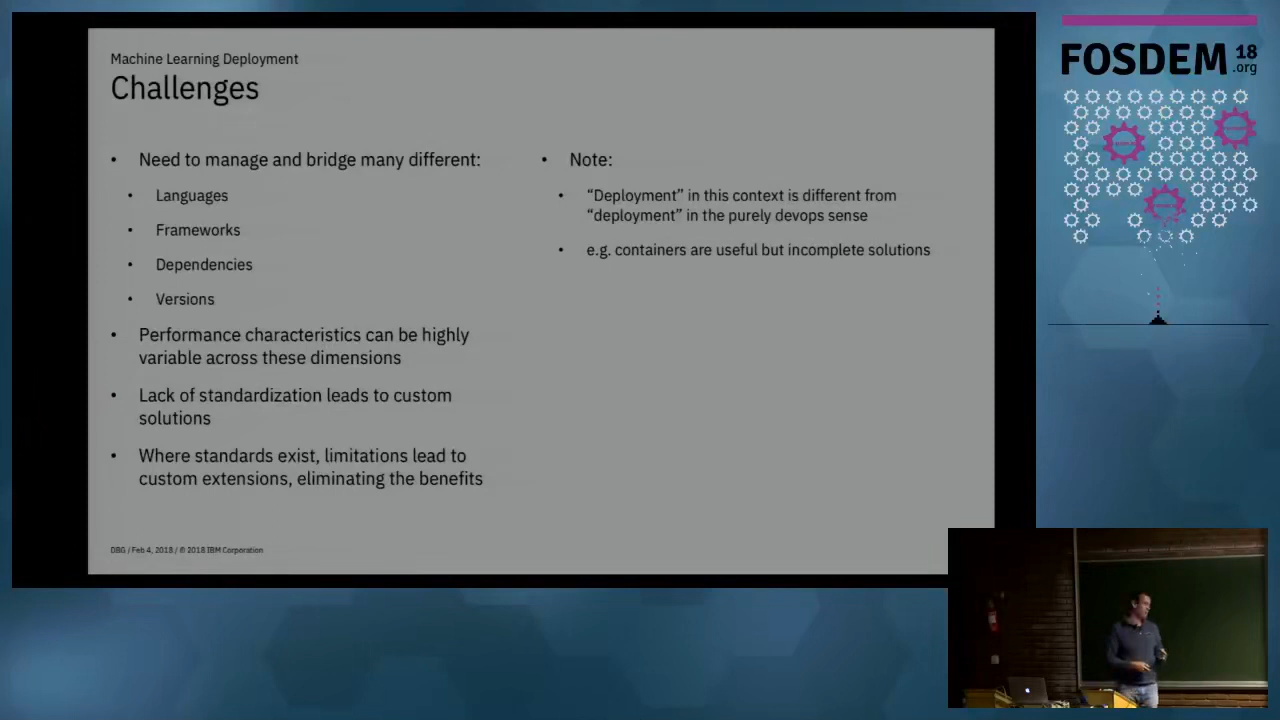 Machine Learning Deployment
Challenges
• Need to manage and bridge many different:
• Languages
• Frameworks
• Dependencies
• Versions
• Performance characteristics can be highly
variable across these dimensions
• Lack of standardization leads to custom
solutions
• Where standards exist, limitations lead to
custom extensions, eliminating the benefits
• Note:
• “Deployment” in this context is different from
“deployment” in the purely devops sense
• e.g. containers are useful but incomplete solutions
DBG / Feb 4, 2018 / © 2018 IBM Corporation
FOSDEM 18
.org